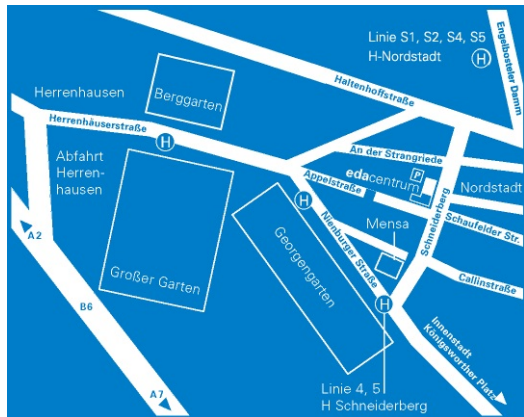 Linie S1, S2, S4, S5
H-Nordstadt
H
Engelbosteler Damm
Haltenhoffstraße
Herrenhausen
Berggarten
Herrenhäuserstraße
H
An der Strangriede
Abfahrt
Herren-
hausen
edacentrum
P
Appelstraße
Nordstadt
H
Schneiderberg
Schaufelder Str.
Mensa
Nienburger Straße
Georgengarten
A2
Großer Garten
Callinstraße
B6
H
Innenstadt
Königsworther Platz
Linie 4, 5
H Schneiderberg
A7